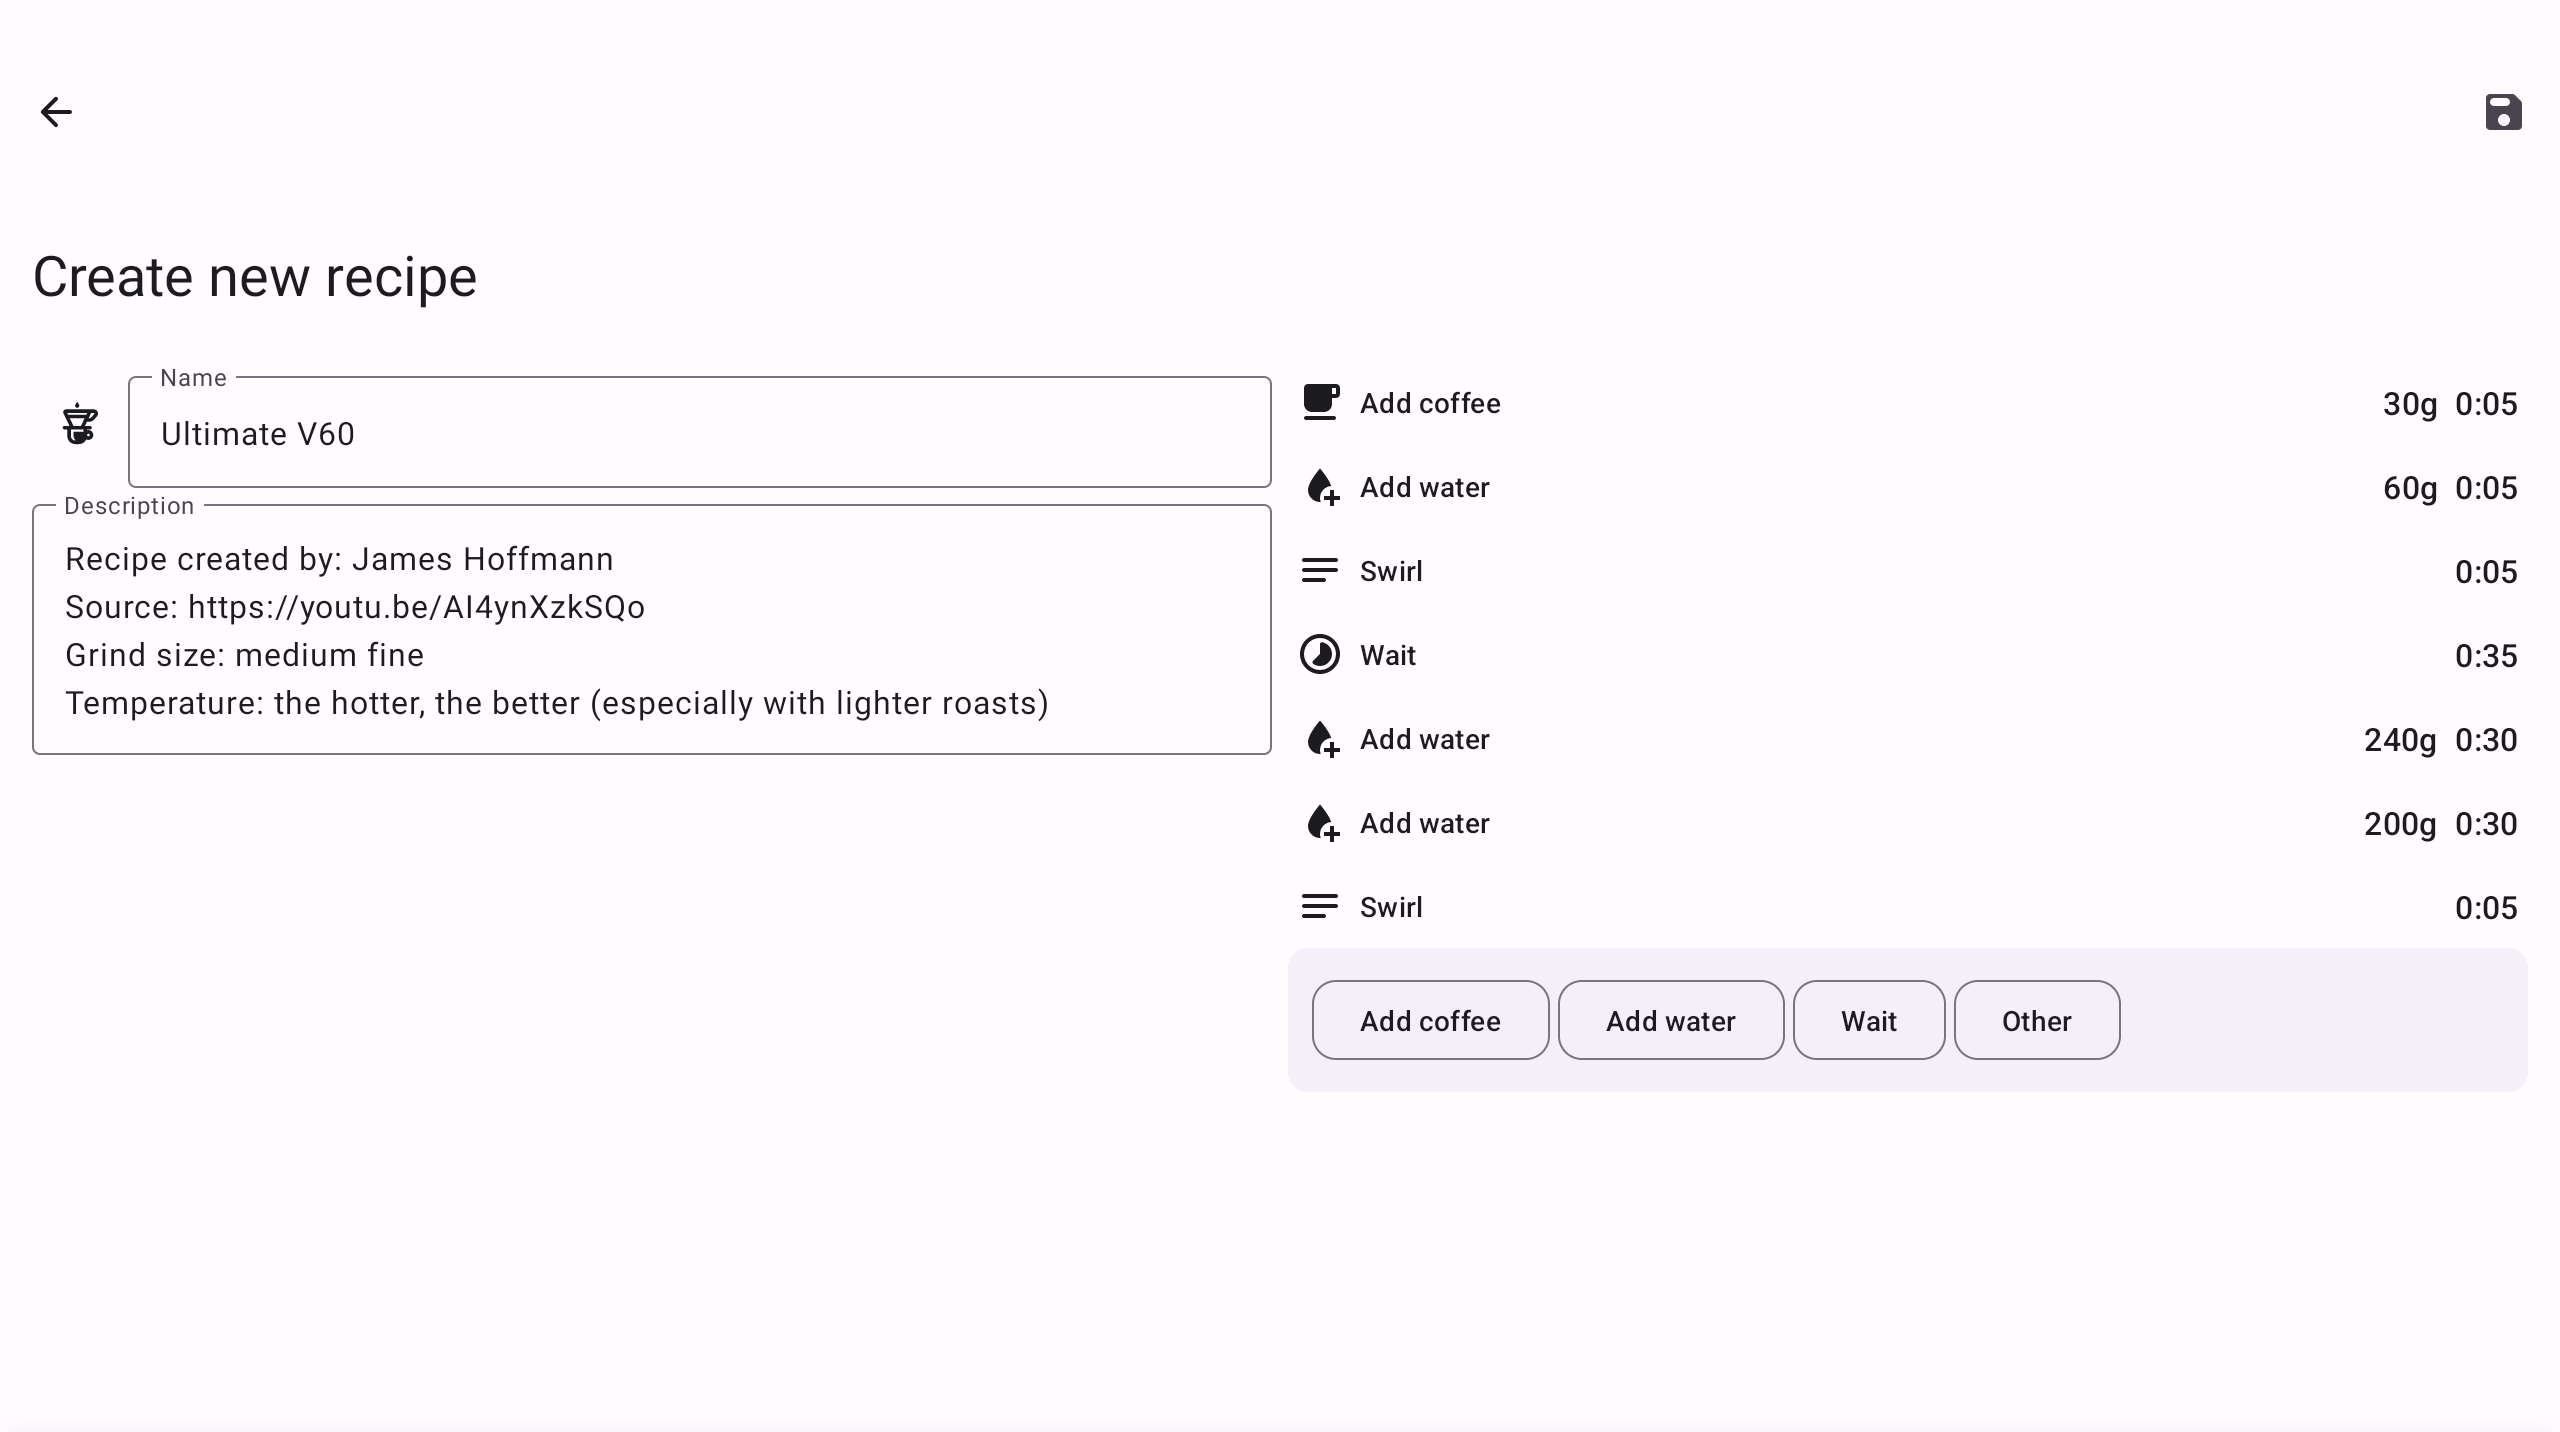 Create new recipe
Name
Ultimate V60
Description
Recipe created by: James Hoffmann
Source: https://youtu.be/AI4ynXzkSQo
Grind size: medium fine
Temperature: the hotter, the better (especially with lighter roasts)
Add coffee 30g 0:05
Add water 60g 0:05
Swirl 0:05
Wait 0:35
Add water 240g 0:30
Add water 200g 0:30
Swirl 0:05
Add coffee Add water Wait Other